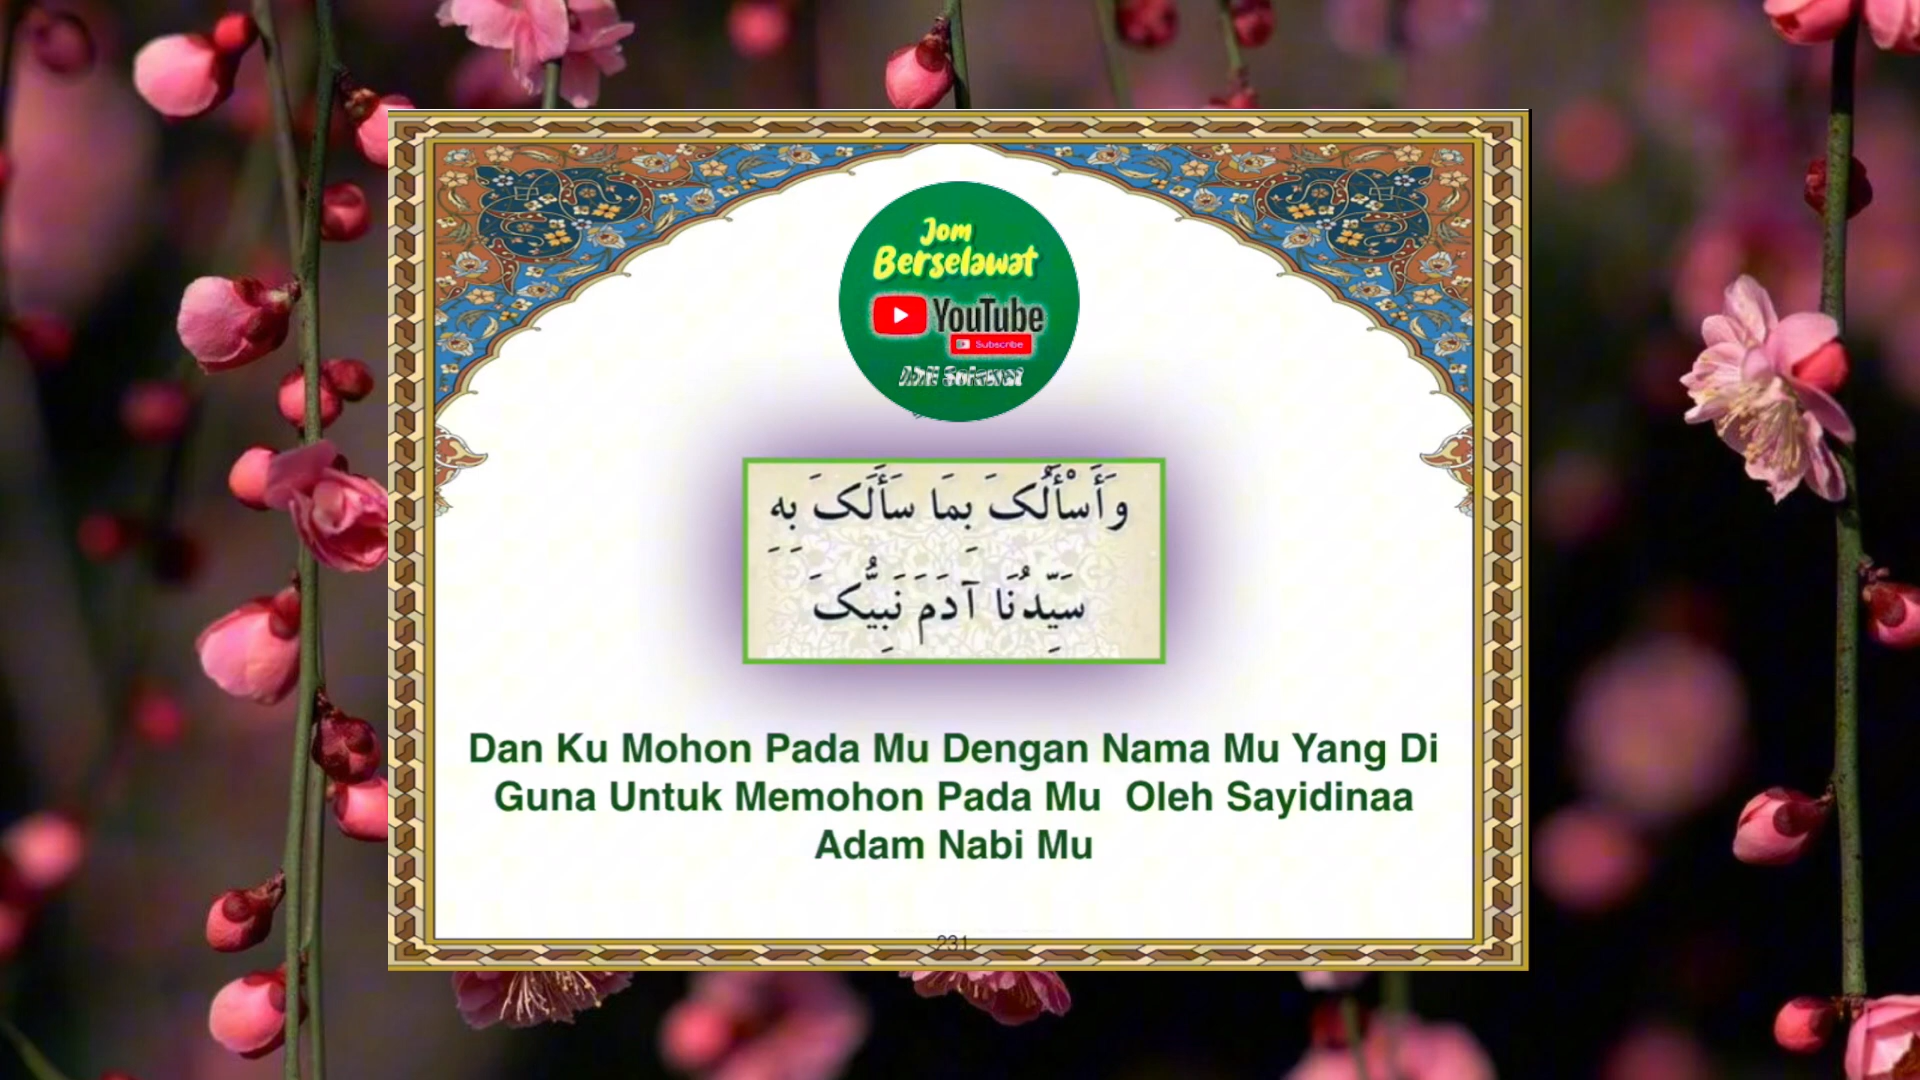 Jom
Berselawat
YouTube
Subscribe
وَأَسْأَلُكَ بِمَا سَأَلَكَ بِهِ
سَيِّدُنَا آدَمَ نَبِيُّكَ
Dan Ku Mohon Pada Mu Dengan Nama Mu Yang Di
Guna Untuk Memohon Pada Mu  Oleh Sayidinaa
Adam Nabi Mu
231